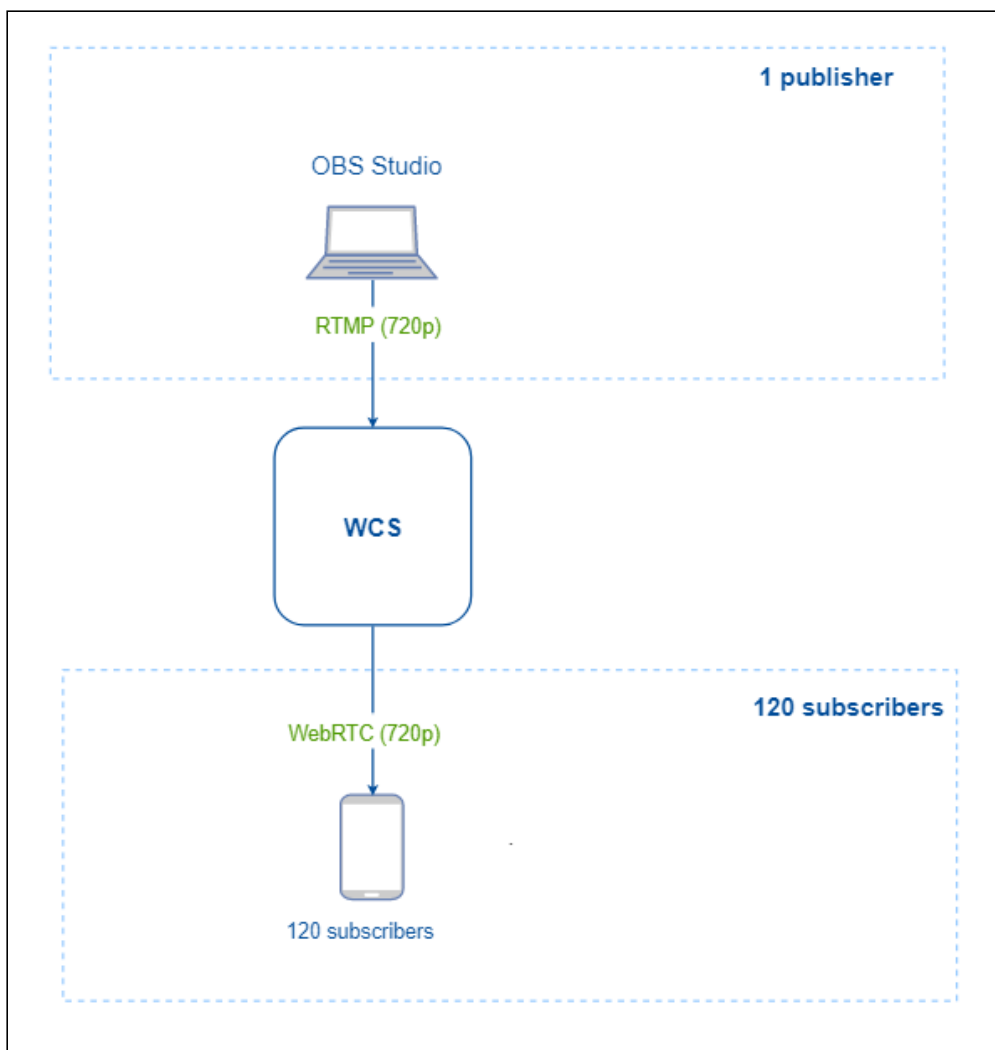 1 publisher
OBS Studio
RTMP (720p)
WCS
120 subscribers
WebRTC (720p)
120 subscribers